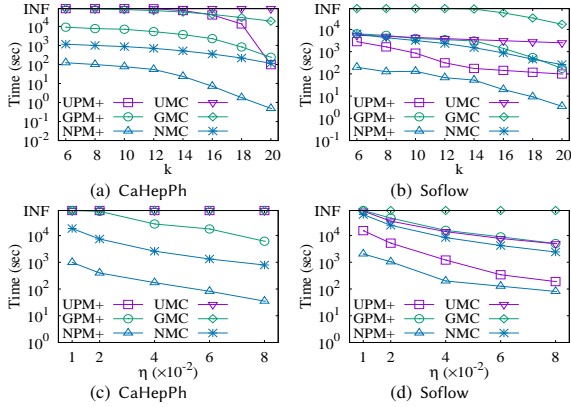 INF
10^5
10^4
10^3
10^2
10^1
10^0
10^-1
10^-2
Time (sec)
UPM+ UMC
GPM+ GMC
NPM+ NMC
6 8 10 12 14 16 18 20
k
(a) CaHepPh
INF
10^4
10^3
10^2
10^1
10^0
10^-1
Time (sec)
UPM+ UMC
GPM+ GMC
NPM+ NMC
6 8 10 12 14 16 18 20
k
(b) Soflow
INF
10^4
10^3
10^2
10^1
10^0
Time (sec)
UPM+ UMC
GPM+ GMC
NPM+ NMC
1 2 4 6 8
η (×10^-2)
(c) CaHepPh
INF
10^4
10^3
10^2
10^1
10^0
Time (sec)
UPM+ UMC
GPM+ GMC
NPM+ NMC
1 2 4 6 8
η (×10^-2)
(d) Soflow